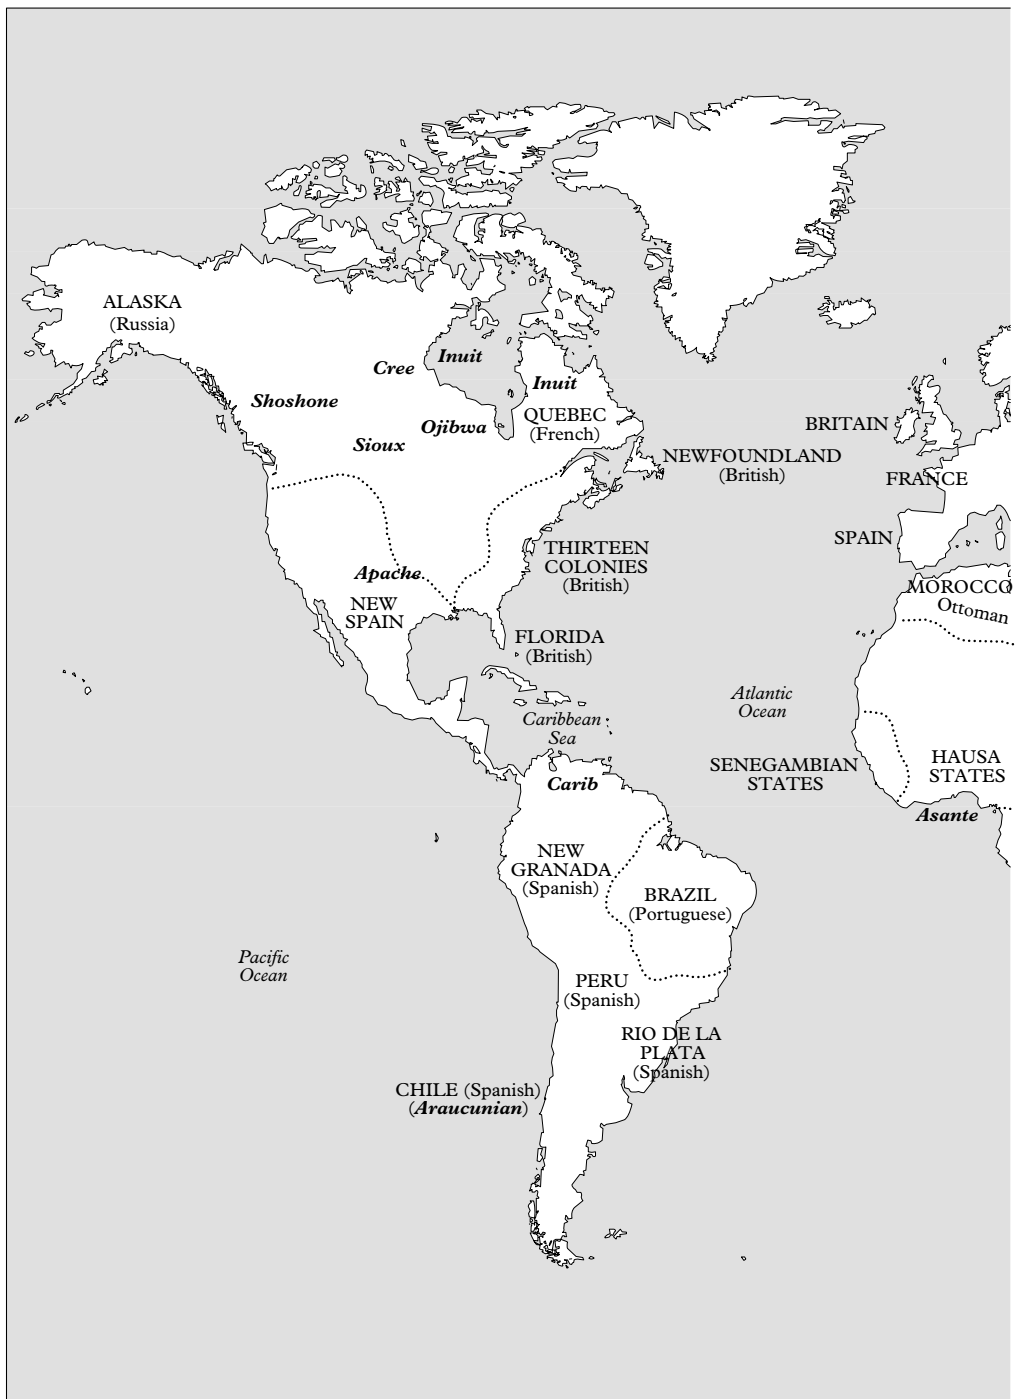 ALASKA
(Russia)
Inuit
Cree
Inuit
Shoshone
QUEBEC
(French)
Ojibwa
Sioux
BRITAIN
NEWFOUNDLAND
(British)
FRANCE
SPAIN
THIRTEEN
COLONIES
(British)
Apache
MOROCCO
Ottoman
NEW
SPAIN
FLORIDA
(British)
Atlantic
Ocean
Caribbean
Sea
SENEGAMBIAN
STATES
HAUSA
STATES
Carib
Asante
NEW
GRANADA
(Spanish)
BRAZIL
(Portuguese)
Pacific
Ocean
PERU
(Spanish)
RIO DE LA
PLATA
(Spanish)
CHILE (Spanish)
(Araucunian)